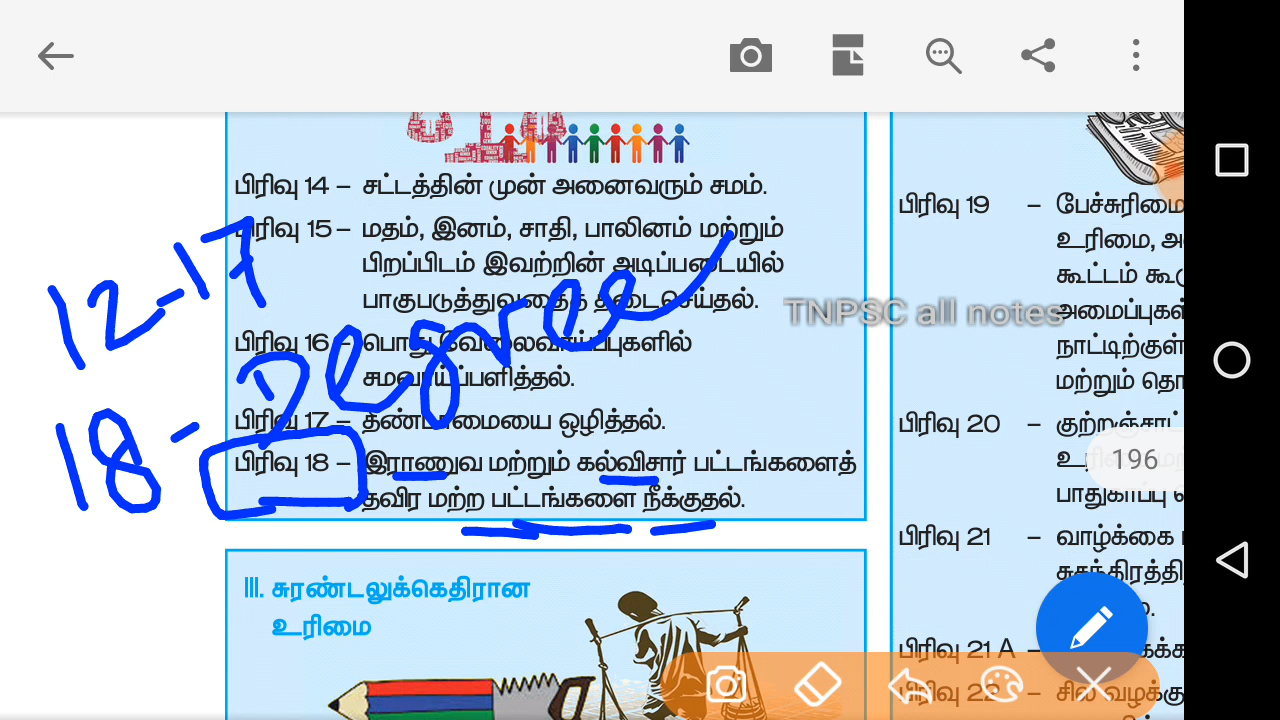 பிரிவு 14 – சட்டத்தின் முன் அனைவரும் சமம்.
பிரிவு 15 – மதம், இனம், சாதி, பாலினம் மற்றும்
பிறப்பிடம் இவற்றின் அடிப்படையில்
பாகுபடுத்துவதைத் தடைசெய்தல்.
பிரிவு 16 – பொது வேலைவாய்ப்புகளில்
சமவாய்ப்பளித்தல்.
பிரிவு 17 – தீண்டாமையை ஒழித்தல்.
பிரிவு 18 – இராணுவ மற்றும் கல்விசார் பட்டங்களைத்
தவிர மற்ற பட்டங்களை நீக்குதல்.
12-17
18- Degree
III. சுரண்டலுக்கெதிரான
உரிமை
TNPSC all notes
பிரிவு 19 – பேச்சுரிமை
உரிமை,
கூட்டம்
அமைப்புகள்
நாட்டிற்குள்
மற்றும்
பிரிவு 20 –
196
பாதுகாப்பு
பிரிவு 21 – வாழ்க்கை
பிரிவு 21 A –
பிரிவு 22 – சில